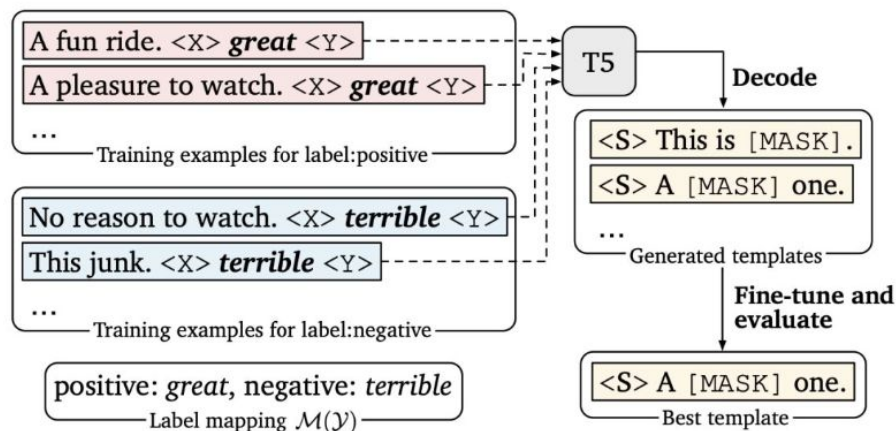 A fun ride. <X> great <Y>
A pleasure to watch. <X> great <Y>
...
Training examples for label:positive
No reason to watch. <X> terrible <Y>
This junk. <X> terrible <Y>
...
Training examples for label:negative
positive: great, negative: terrible
Label mapping M(Y)
T5
Decode
<S> This is [MASK].
<S> A [MASK] one.
...
Generated templates
Fine-tune and
evaluate
<S> A [MASK] one.
Best template